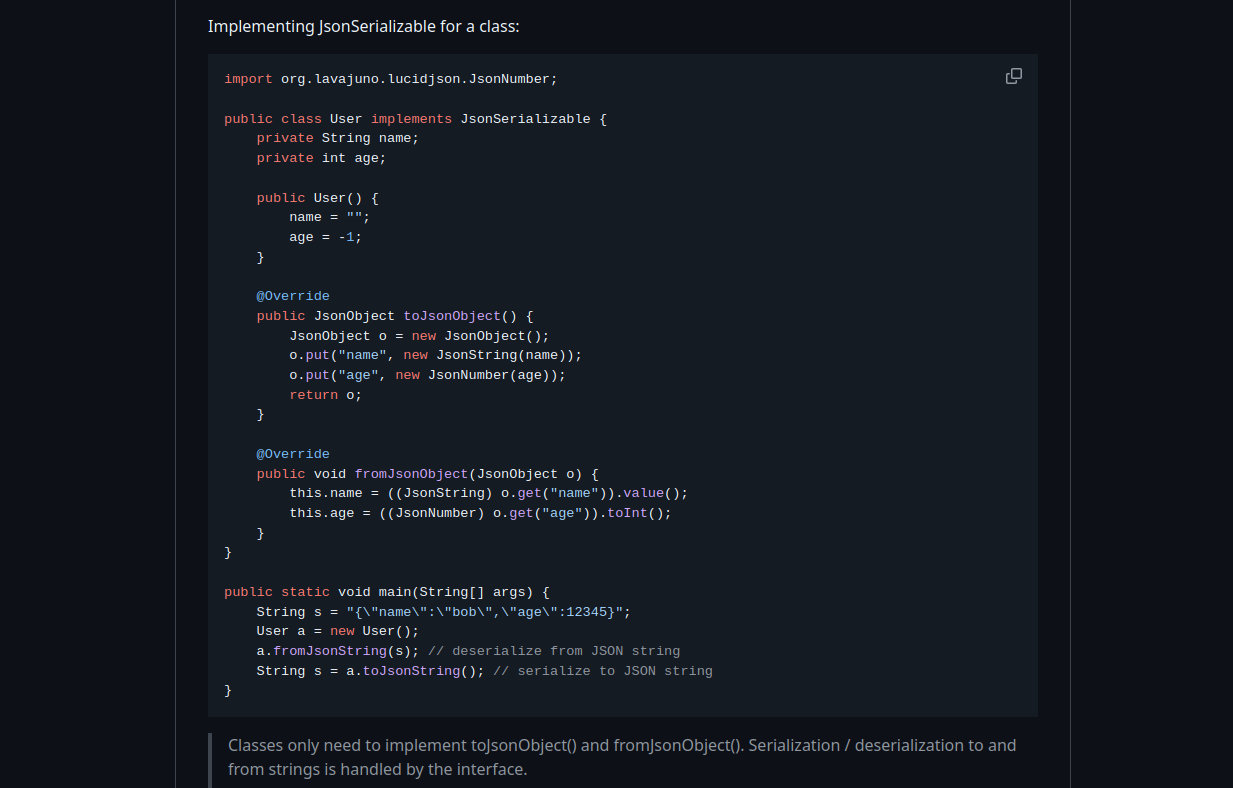 Implementing JsonSerializable for a class:
import org.lavajuno.lucidjson.JsonNumber;
public class User implements JsonSerializable {
    private String name;
    private int age;
    public User() {
        name = "";
        age = -1;
    }
    @Override
    public JsonObject toJsonObject() {
        JsonObject o = new JsonObject();
        o.put("name", new JsonString(name));
        o.put("age", new JsonNumber(age));
        return o;
    }
    @Override
    public void fromJsonObject(JsonObject o) {
        this.name = ((JsonString) o.get("name")).value();
        this.age = ((JsonNumber) o.get("age")).toInt();
    }
}
public static void main(String[] args) {
    String s = "{\"name\":\"bob\",\"age\":12345}";
    User a = new User();
    a.fromJsonString(s); // deserialize from JSON string
    String s = a.toJsonString(); // serialize to JSON string
}
Classes only need to implement toJsonObject() and fromJsonObject(). Serialization / deserialization to and
from strings is handled by the interface.